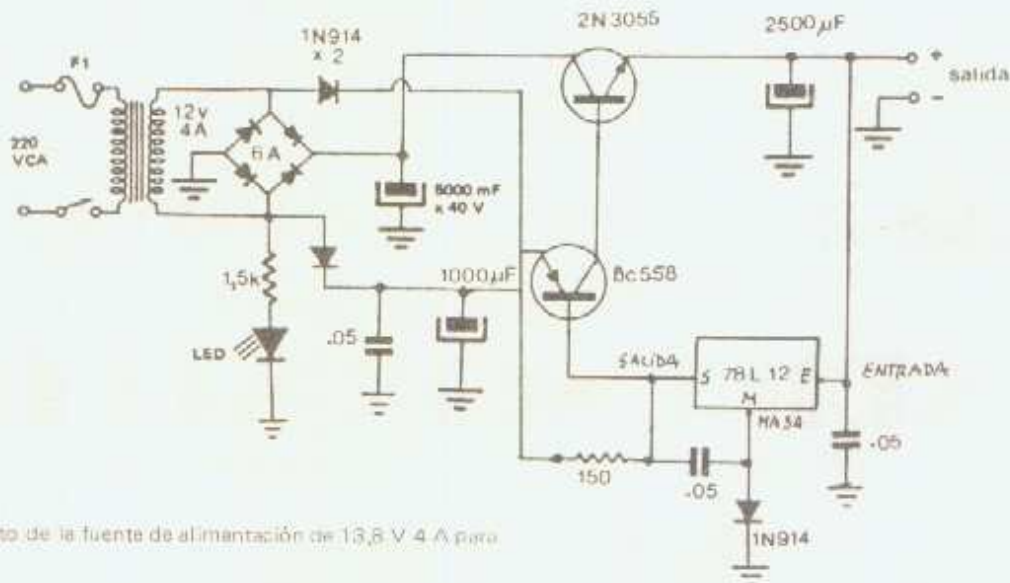 2N3055
2500µF
1N914
x 2
F1
+
salida
-
12v
4A
220
VCA
6A
5000 mF
x 40 V
1,5k
1000µF
BC558
.05
LED
SALIDA
S 78L12 E
M
ENTRADA
MASA
.05
150
.05
1N914
to de la fuente de alimentación de 13,8 V 4 A para